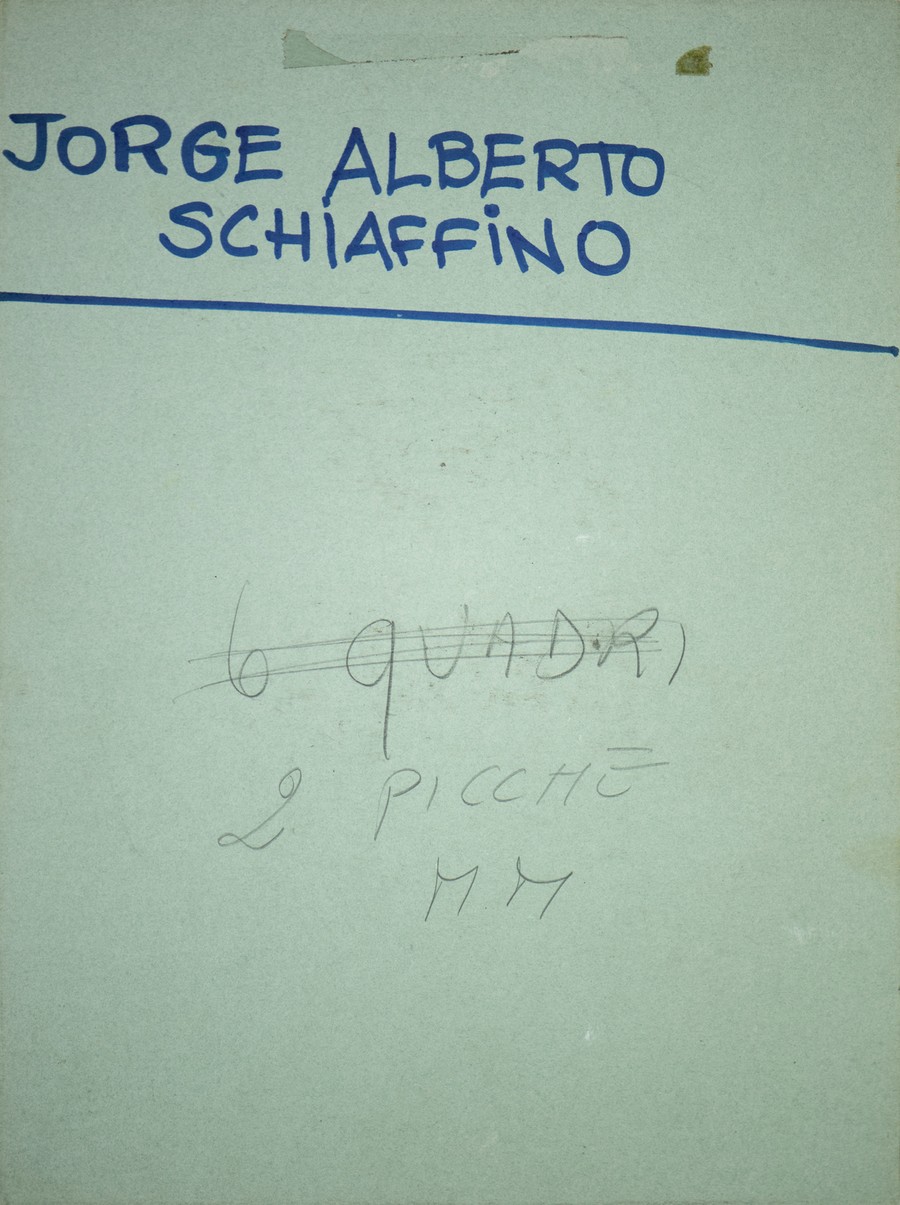 JORGE ALBERTO
SCHIAFFINO
6 QUADRI
2 PICCHE
MM